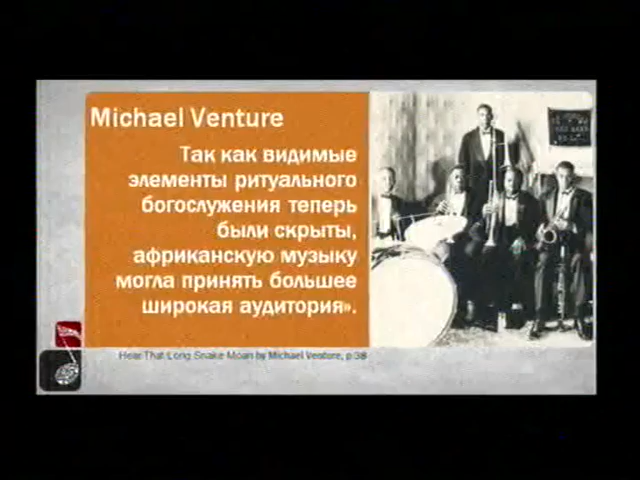 Michael Venture
Так как видимые
элементы ритуального
богослужения теперь
были скрыты,
африканскую музыку
могла принять большее
широкая аудитория».
Hear That Long Snake Moan by Michael Venture, p.38